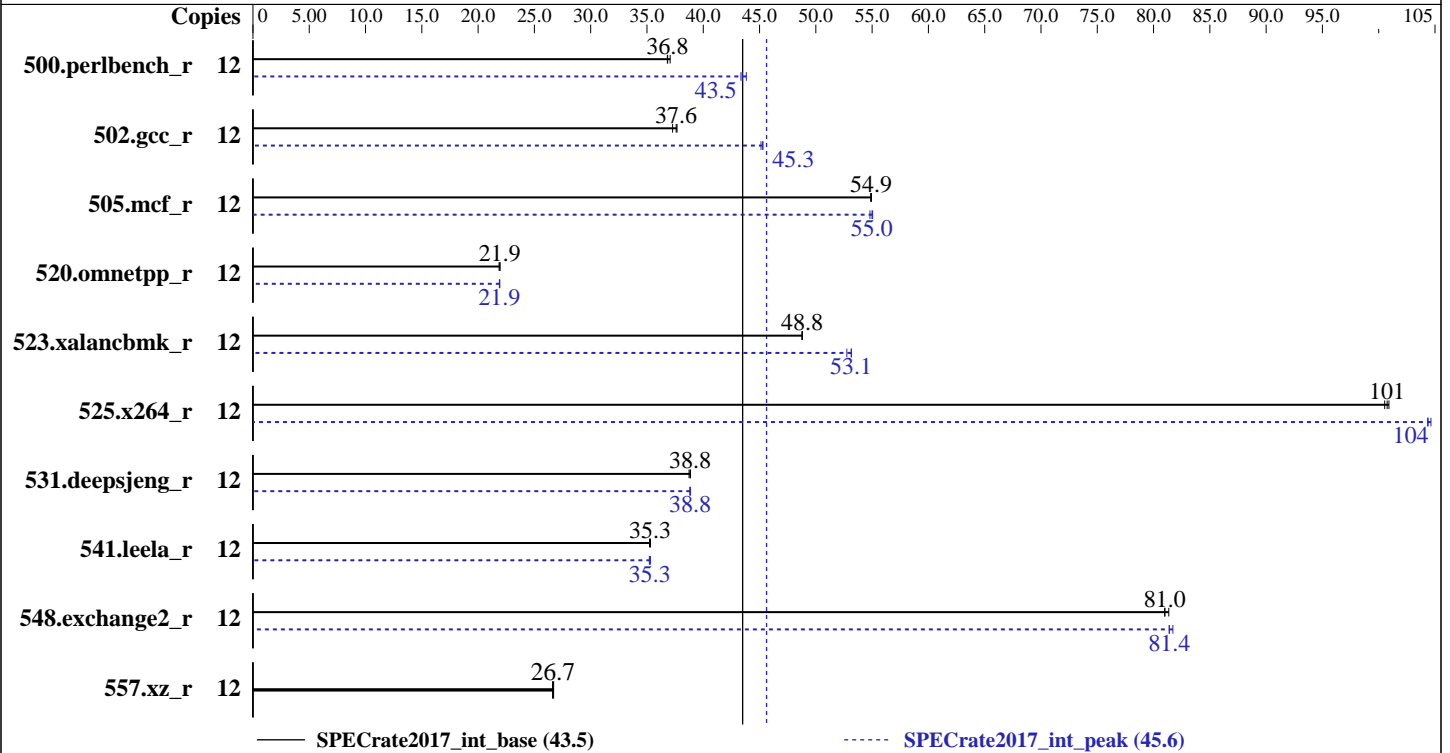 Copies 0 5.00 10.0 15.0 20.0 25.0 30.0 35.0 40.0 45.0 50.0 55.0 60.0 65.0 70.0 75.0 80.0 85.0 90.0 95.0 105
36.8
500.perlbench_r 12
43.5
37.6
502.gcc_r 12
45.3
54.9
505.mcf_r 12
55.0
21.9
520.omnetpp_r 12
21.9
48.8
523.xalancbmk_r 12
53.1
101
525.x264_r 12
104
38.8
531.deepsjeng_r 12
38.8
35.3
541.leela_r 12
35.3
81.0
548.exchange2_r 12
81.4
26.7
557.xz_r 12
SPECrate2017_int_base (43.5) SPECrate2017_int_peak (45.6)